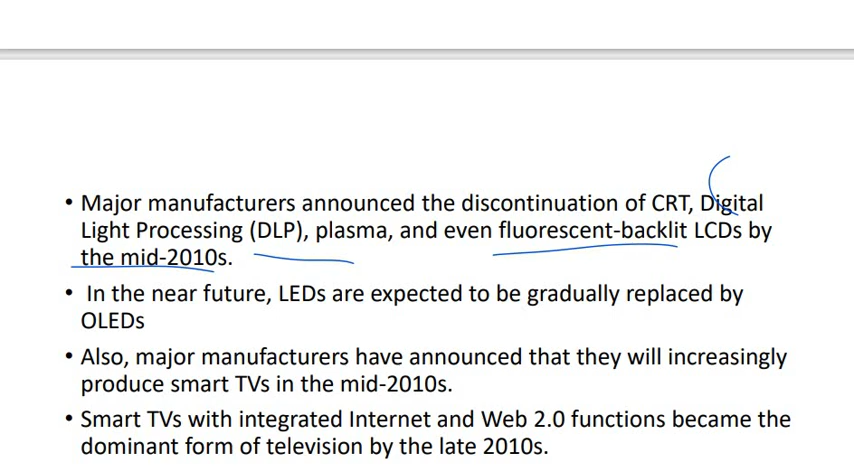 • Major manufacturers announced the discontinuation of CRT, Digital
Light Processing (DLP), plasma, and even fluorescent-backlit LCDs by
the mid-2010s.
• In the near future, LEDs are expected to be gradually replaced by
OLEDs
• Also, major manufacturers have announced that they will increasingly
produce smart TVs in the mid-2010s.
• Smart TVs with integrated Internet and Web 2.0 functions became the
dominant form of television by the late 2010s.